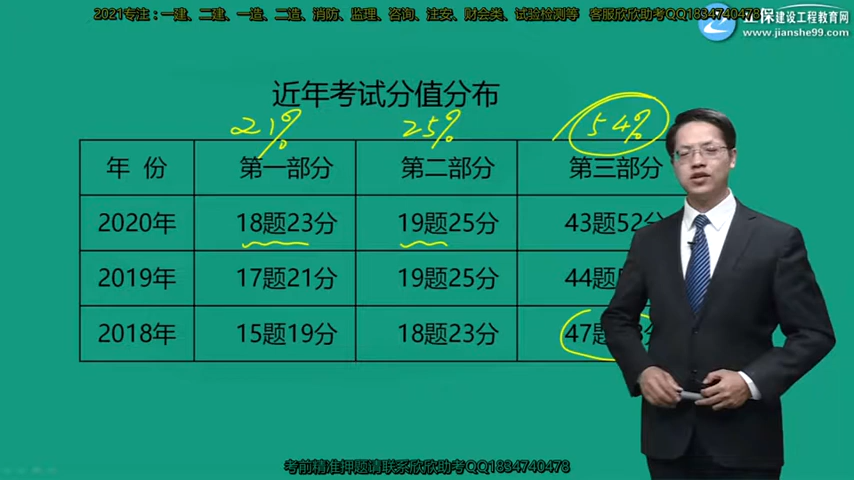 2021专注：一建、二建、一造、二造、消防、监理、咨询、注安、财会类、试验检测等 客服欣欣助考QQ1834740478
建设工程教育网
www.jianshe99.com
近年考试分值分布
21% 25% 54%
年 份 第一部分 第二部分 第三部分
2020年 18题23分 19题25分 43题52分
2019年 17题21分 19题25分 44题
2018年 15题19分 18题23分 47题
考前精准押题请联系欣欣助考QQ1834740478